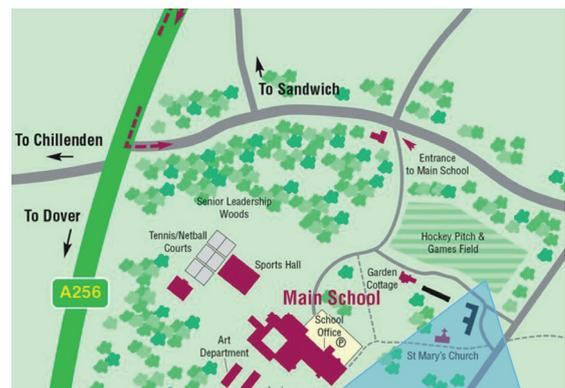 To Sandwich
To Chillenden
Entrance
to Main School
Senior Leadership
Woods
To Dover
Tennis/Netball
Courts
Hockey Pitch &
Games Field
Sports Hall
Garden
Cottage
A256
Main School
School
Office
P
Art
Department
St Mary's Church